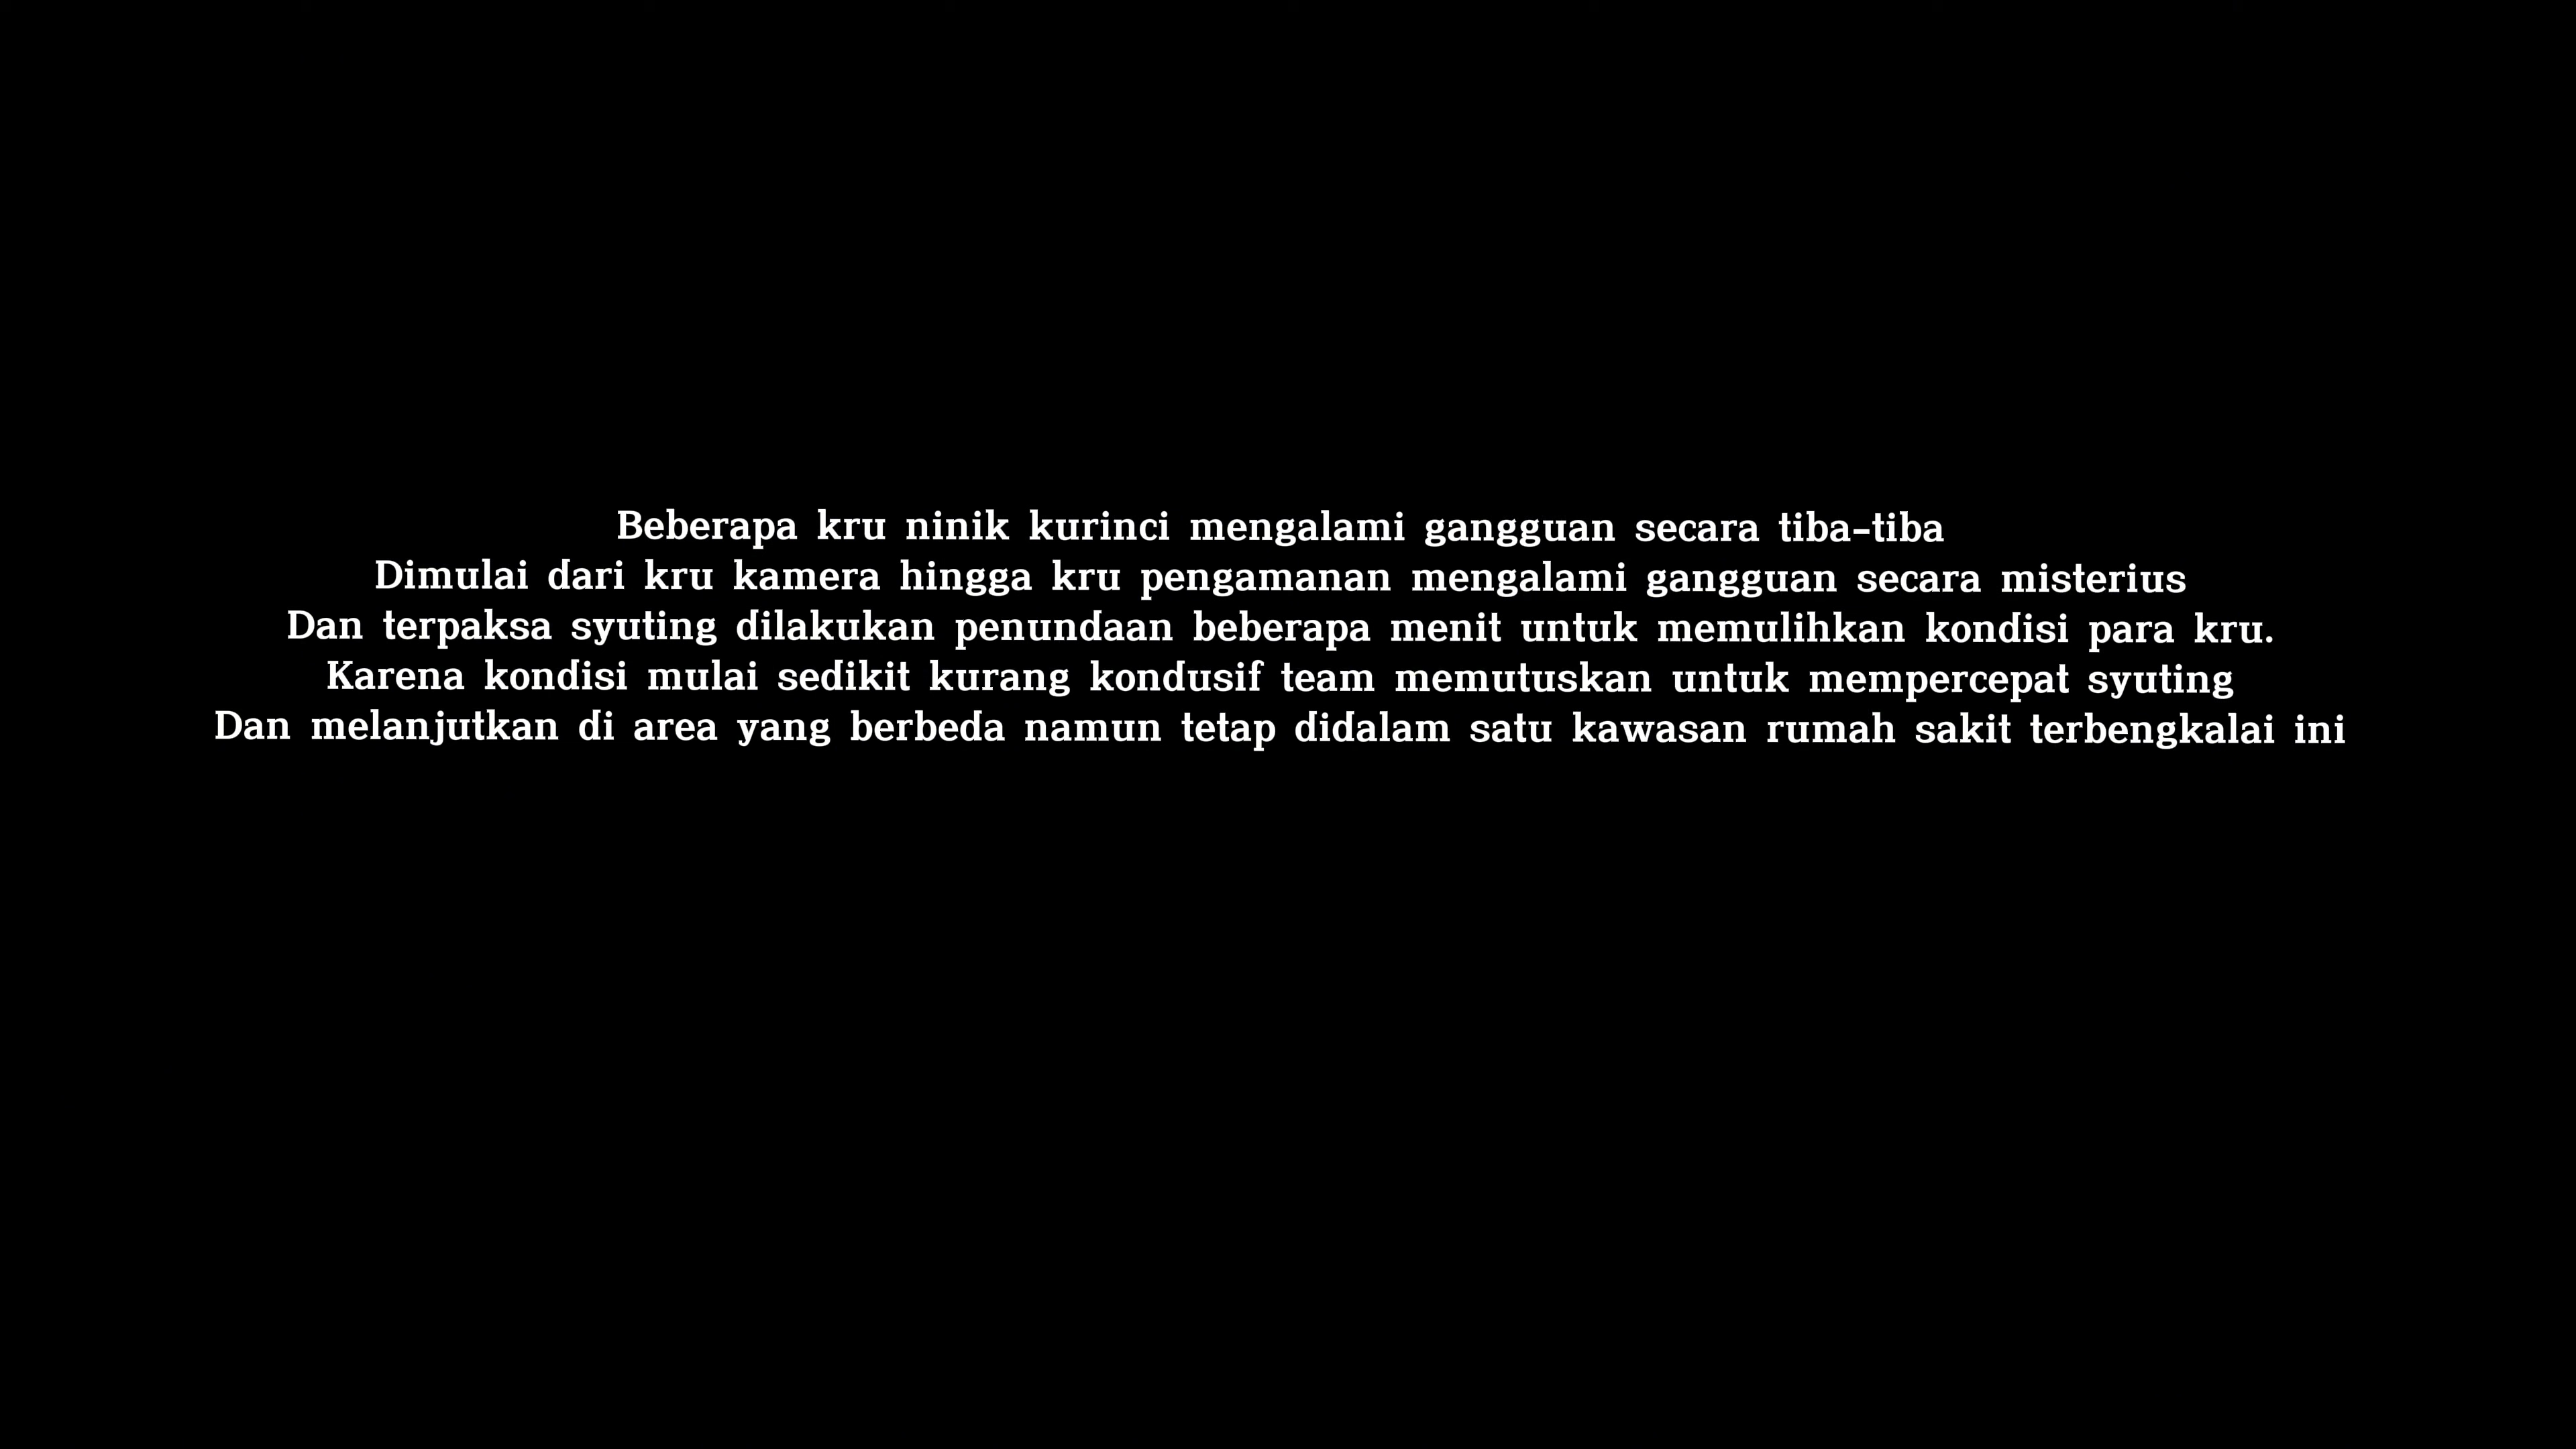 Beberapa kru ninik kurinci mengalami gangguan secara tiba-tiba
Dimulai dari kru kamera hingga kru pengamanan mengalami gangguan secara misterius
Dan terpaksa syuting dilakukan penundaan beberapa menit untuk memulihkan kondisi para kru.
Karena kondisi mulai sedikit kurang kondusif team memutuskan untuk mempercepat syuting
Dan melanjutkan di area yang berbeda namun tetap didalam satu kawasan rumah sakit terbengkalai ini